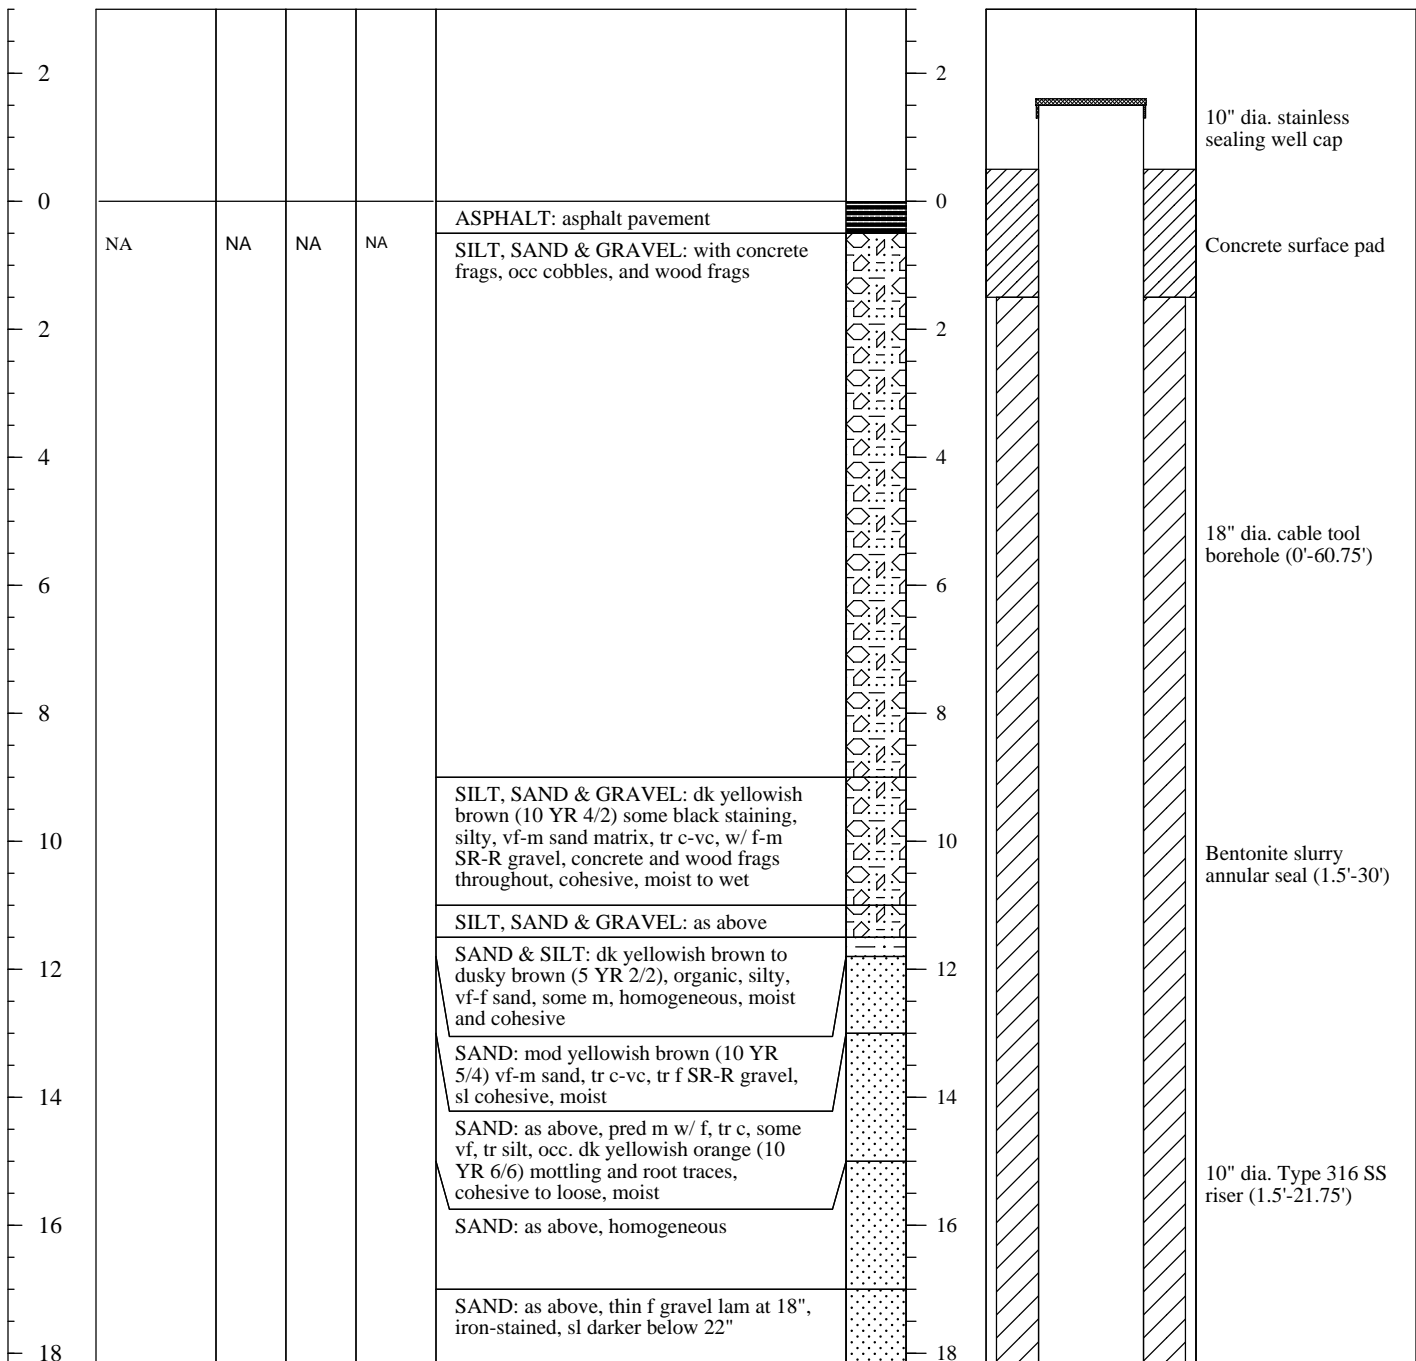 2
2
10" dia. stainless
sealing well cap
0
0
ASPHALT: asphalt pavement
NA
NA
NA
NA
SILT, SAND & GRAVEL: with concrete
frags, occ cobbles, and wood frags
Concrete surface pad
2
2
4
4
18" dia. cable tool
borehole (0'-60.75')
6
6
8
8
SILT, SAND & GRAVEL: dk yellowish
brown (10 YR 4/2) some black staining,
silty, vf-m sand matrix, tr c-vc, w/ f-m
SR-R gravel, concrete and wood frags
throughout, cohesive, moist to wet
10
10
Bentonite slurry
annular seal (1.5'-30')
SILT, SAND & GRAVEL: as above
SAND & SILT: dk yellowish brown to
dusky brown (5 YR 2/2), organic, silty,
vf-f sand, some m, homogeneous, moist
and cohesive
12
12
SAND: mod yellowish brown (10 YR
5/4) vf-m sand, tr c-vc, tr f SR-R gravel,
sl cohesive, moist
14
14
SAND: as above, pred m w/ f, tr c, some
vf, tr silt, occ. dk yellowish orange (10
YR 6/6) mottling and root traces,
cohesive to loose, moist
10" dia. Type 316 SS
riser (1.5'-21.75')
16
16
SAND: as above, homogeneous
SAND: as above, thin f gravel lam at 18",
iron-stained, sl darker below 22"
18
18